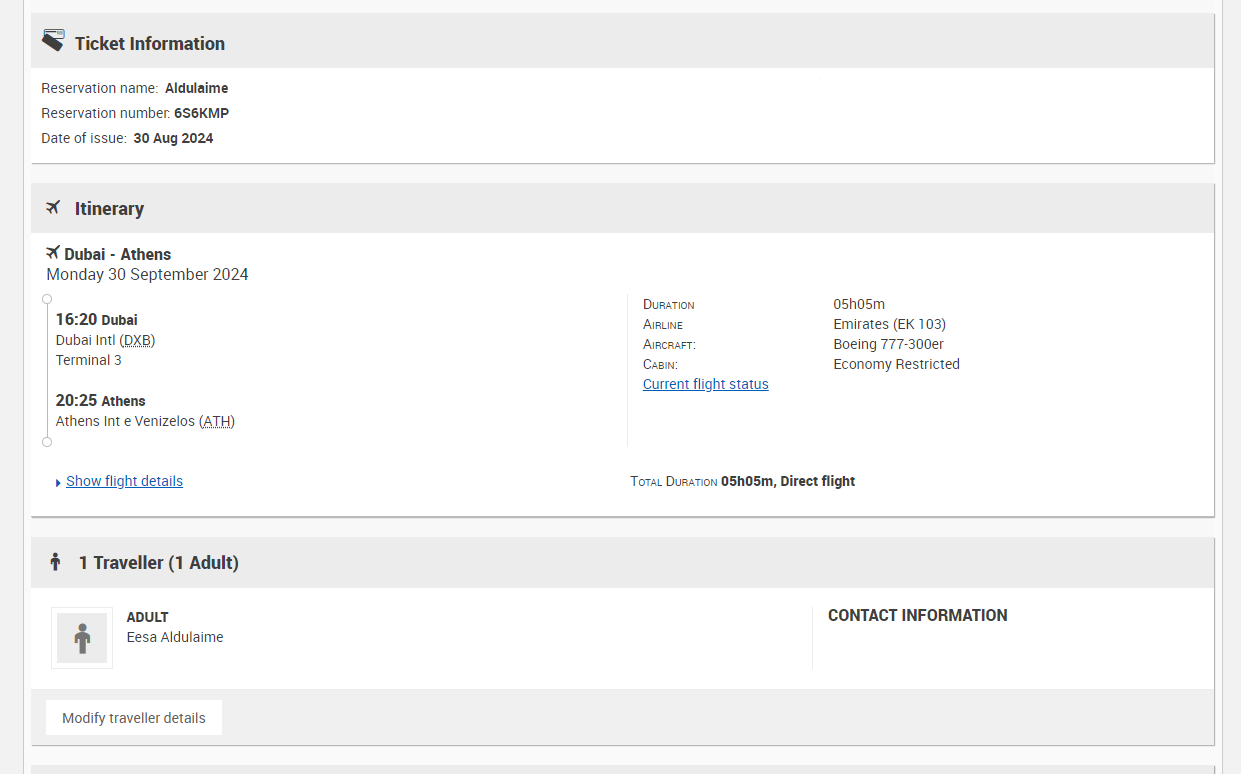 Ticket Information
Reservation name: Aldulaime
Reservation number: 6S6KMP
Date of issue: 30 Aug 2024
Itinerary
Dubai - Athens
Monday 30 September 2024
16:20 Dubai
Dubai Intl (DXB)
Terminal 3
20:25 Athens
Athens Int e Venizelos (ATH)
Duration 05h05m
Airline Emirates (EK 103)
Aircraft: Boeing 777-300er
Cabin: Economy Restricted
Current flight status
Show flight details
Total Duration 05h05m, Direct flight
1 Traveller (1 Adult)
ADULT
Eesa Aldulaime
CONTACT INFORMATION
Modify traveller details